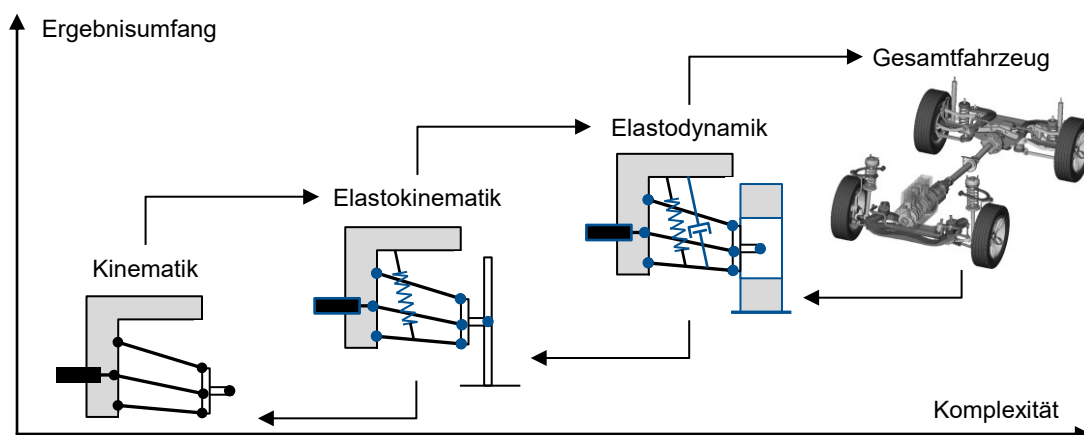 Ergebnisumfang
Gesamtfahrzeug
Elastodynamik
Elastokinematik
Kinematik
Komplexität